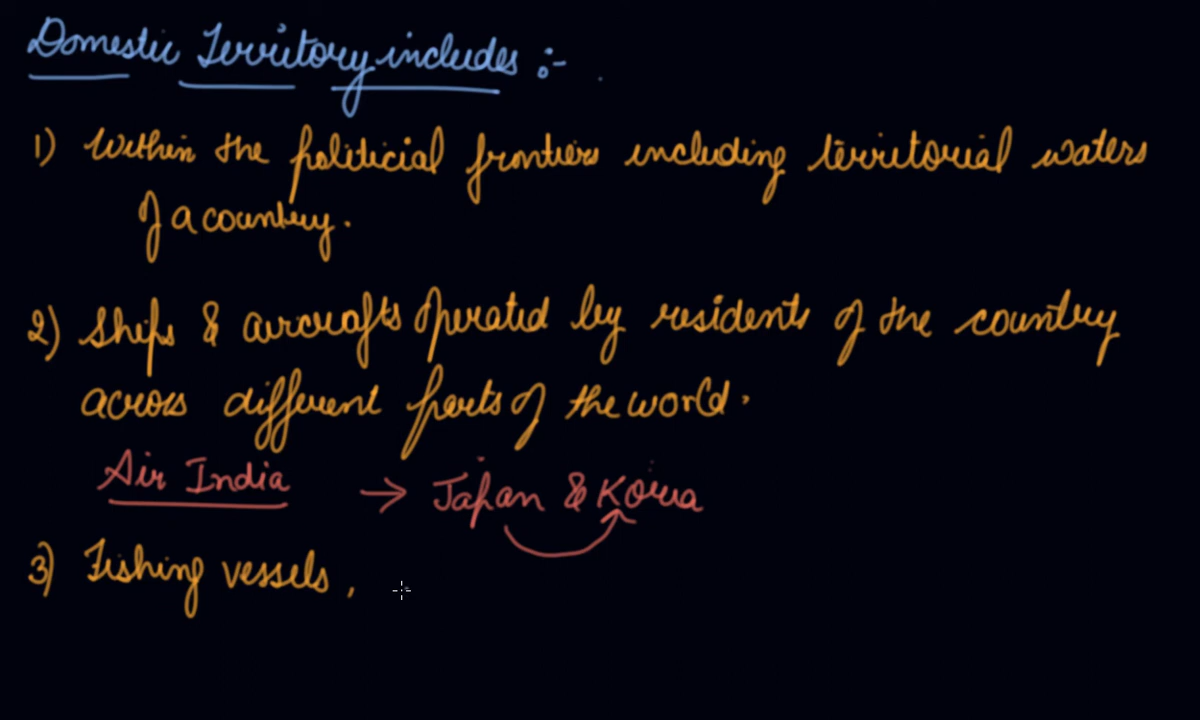 Domestic Territory includes :-
1) Within the politicial frontiers including territorial waters
of a country.
2) Ships & aircrafts operated by residents of the country
across different parts of the world.
Air India → Japan & Korea
3) Fishing vessels,